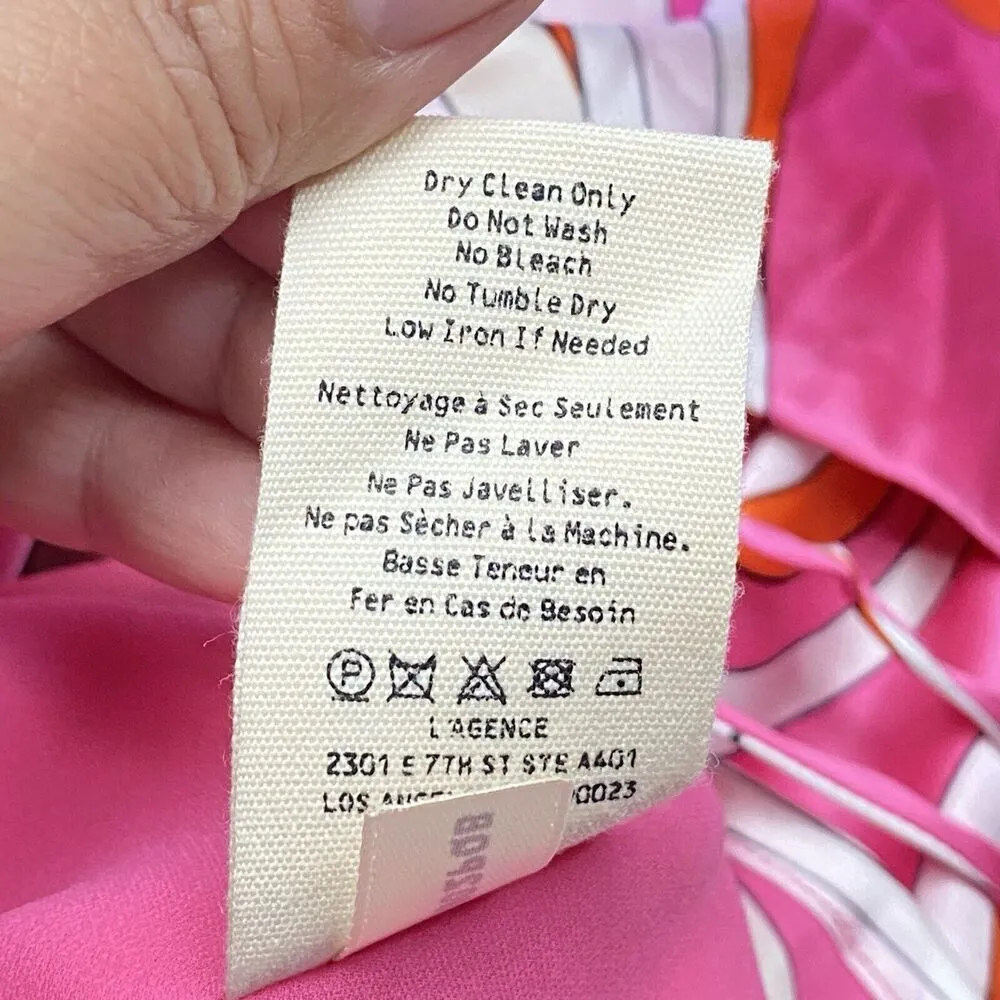 Dry Clean Only
Do Not Wash
No Bleach
No Tumble Dry
Low Iron If Needed
Nettoyage à Sec Seulement
Ne Pas Laver
Ne Pas Javelliser.
Ne pas Sècher à la Machine.
Basse Teneur en
Fer en Cas de Besoin
P
L'AGENCE
2301 E 7TH ST STE A401
LOS